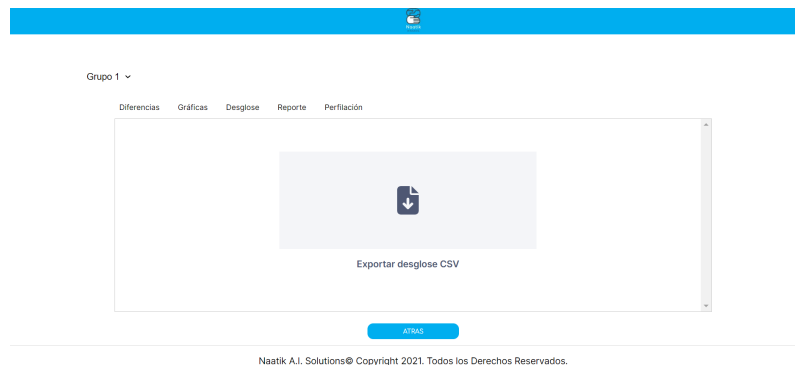 Naatik
Grupo 1
Diferencias Gráficas Desglose Reporte Perfilación
Exportar desglose CSV
ATRAS
Naatik A.I. Solutions© Copyright 2021. Todos los Derechos Reservados.